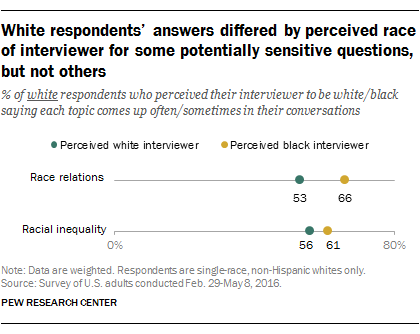 White respondents' answers differed by perceived race
of interviewer for some potentially sensitive questions,
but not others
% of white respondents who perceived their interviewer to be white/black
saying each topic comes up often/sometimes in their conversations
Perceived white interviewer Perceived black interviewer
Race relations
53 66
Racial inequality
0% 56 61 80%
Note: Data are weighted. Respondents are single-race, non-Hispanic whites only.
Source: Survey of U.S. adults conducted Feb. 29-May 8, 2016.
PEW RESEARCH CENTER